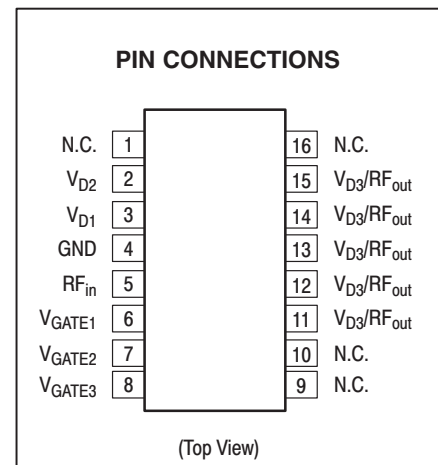 PIN CONNECTIONS
N.C. 1 16 N.C.
VD2 2 15 VD3/RFout
VD1 3 14 VD3/RFout
GND 4 13 VD3/RFout
RFin 5 12 VD3/RFout
VGATE1 6 11 VD3/RFout
VGATE2 7 10 N.C.
VGATE3 8 9 N.C.
(Top View)